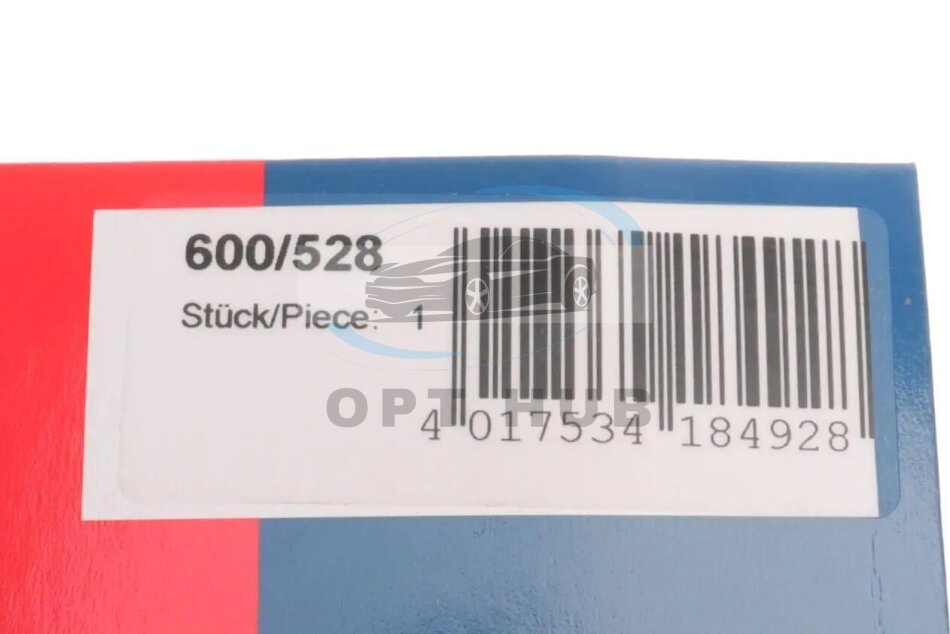 600/528
Stück/Piece: 1
OPT HUB
4 017534 184928